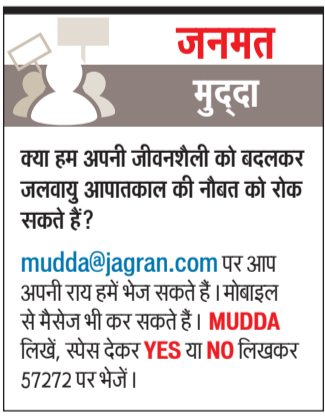 जनमत
मुद्दा
क्या हम अपनी जीवनशैली को बदलकर
जलवायु आपातकाल की नौबत को रोक
सकते हैं?
mudda@jagran.com पर आप
अपनी राय हमें भेज सकते हैं। मोबाइल
से मैसेज भी कर सकते हैं। MUDDA
लिखें, स्पेस देकर YES या NO लिखकर
57272 पर भेजें।